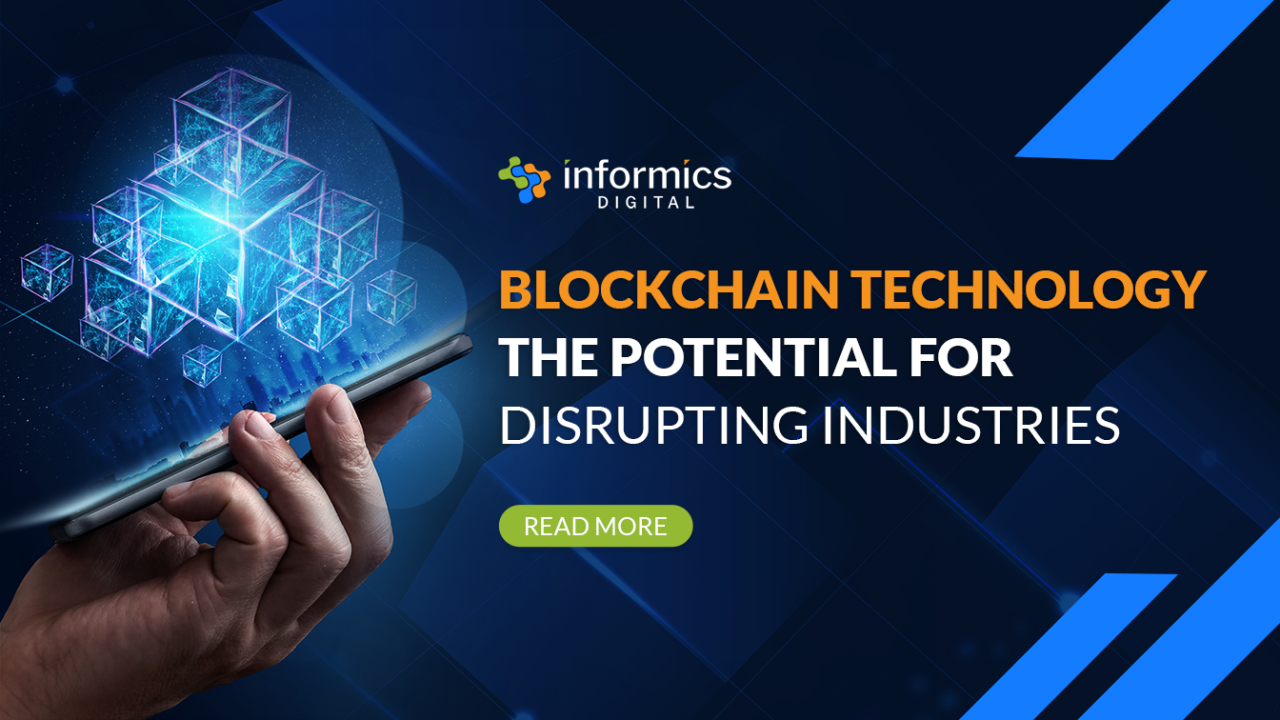 informics
DIGITAL
BLOCKCHAIN TECHNOLOGY
THE POTENTIAL FOR
DISRUPTING INDUSTRIES
READ MORE